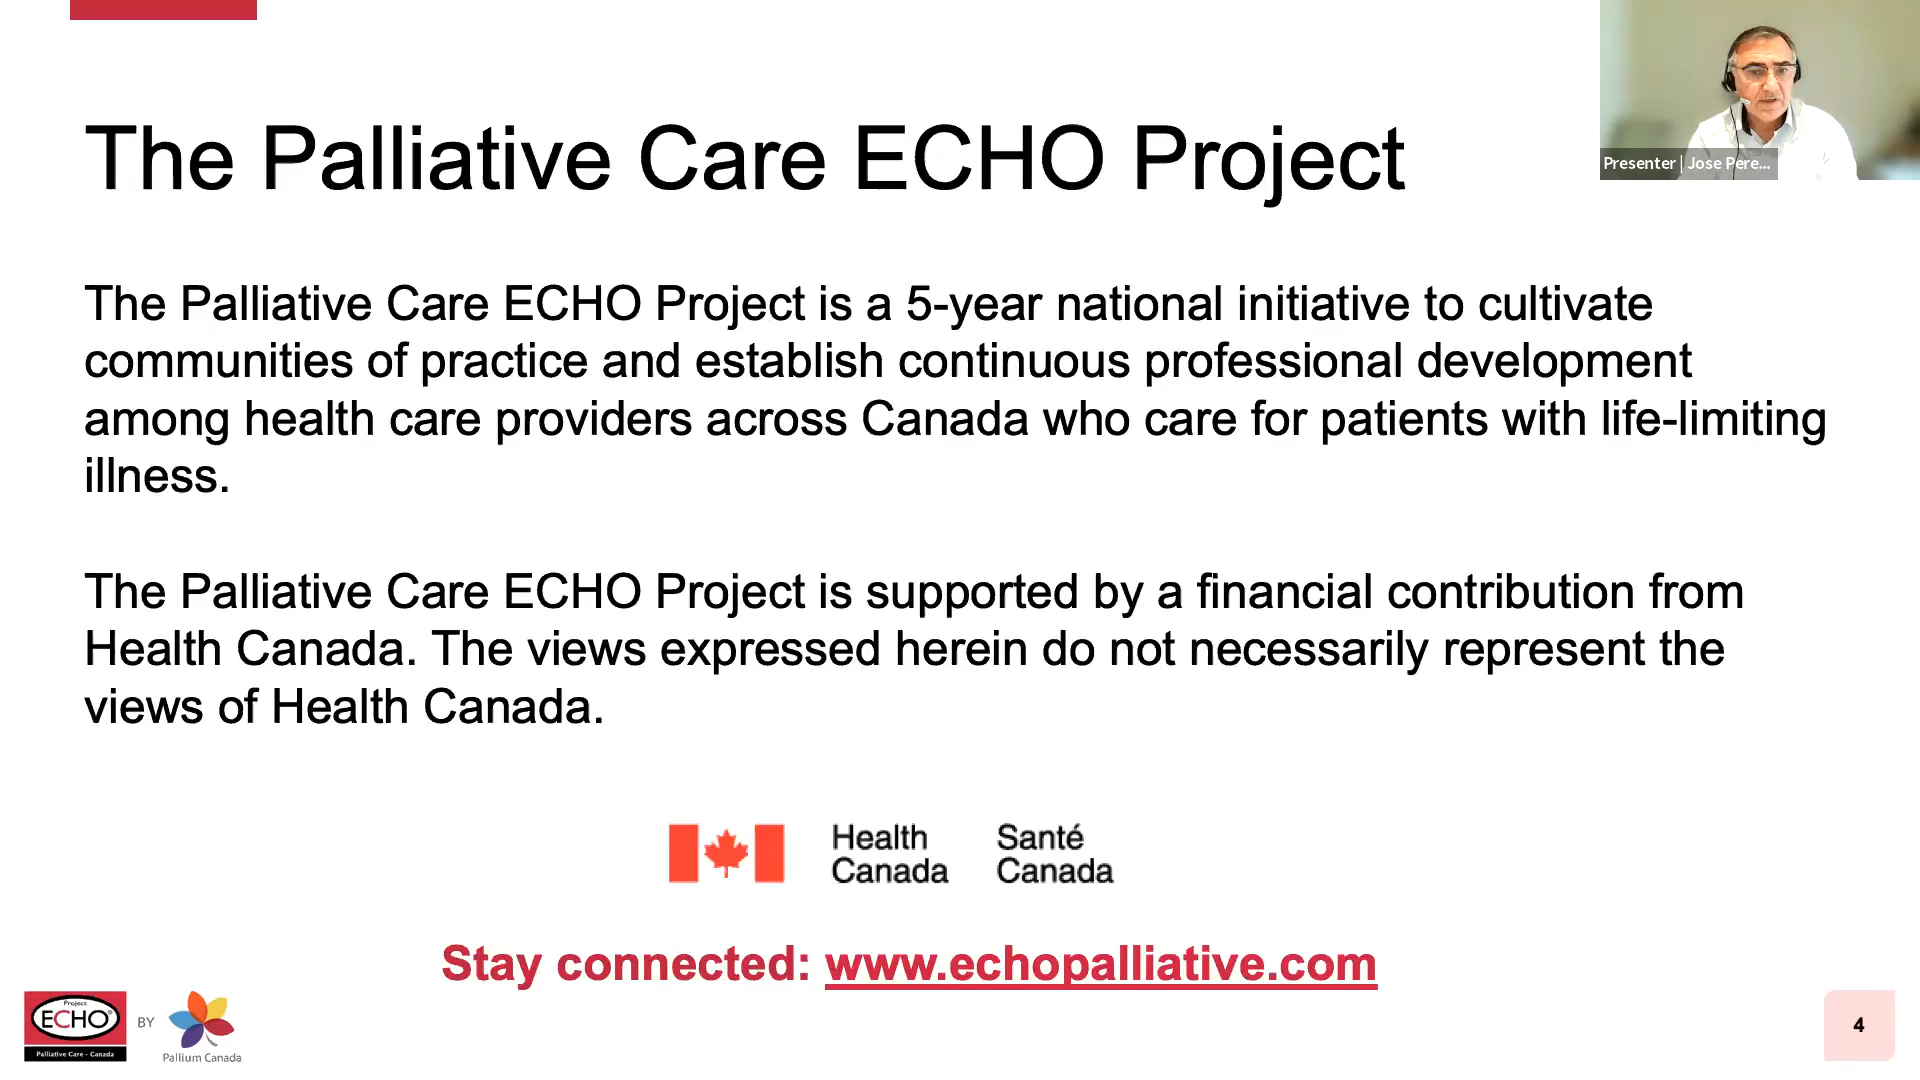 The Palliative Care ECHO Project
Presenter | Jose Pere...
The Palliative Care ECHO Project is a 5-year national initiative to cultivate
communities of practice and establish continuous professional development
among health care providers across Canada who care for patients with life-limiting
illness.
The Palliative Care ECHO Project is supported by a financial contribution from
Health Canada. The views expressed herein do not necessarily represent the
views of Health Canada.
Health
Canada
Santé
Canada
Stay connected: www.echopalliative.com
Project
ECHO®
Palliative Care - Canada
BY
Pallium Canada
4